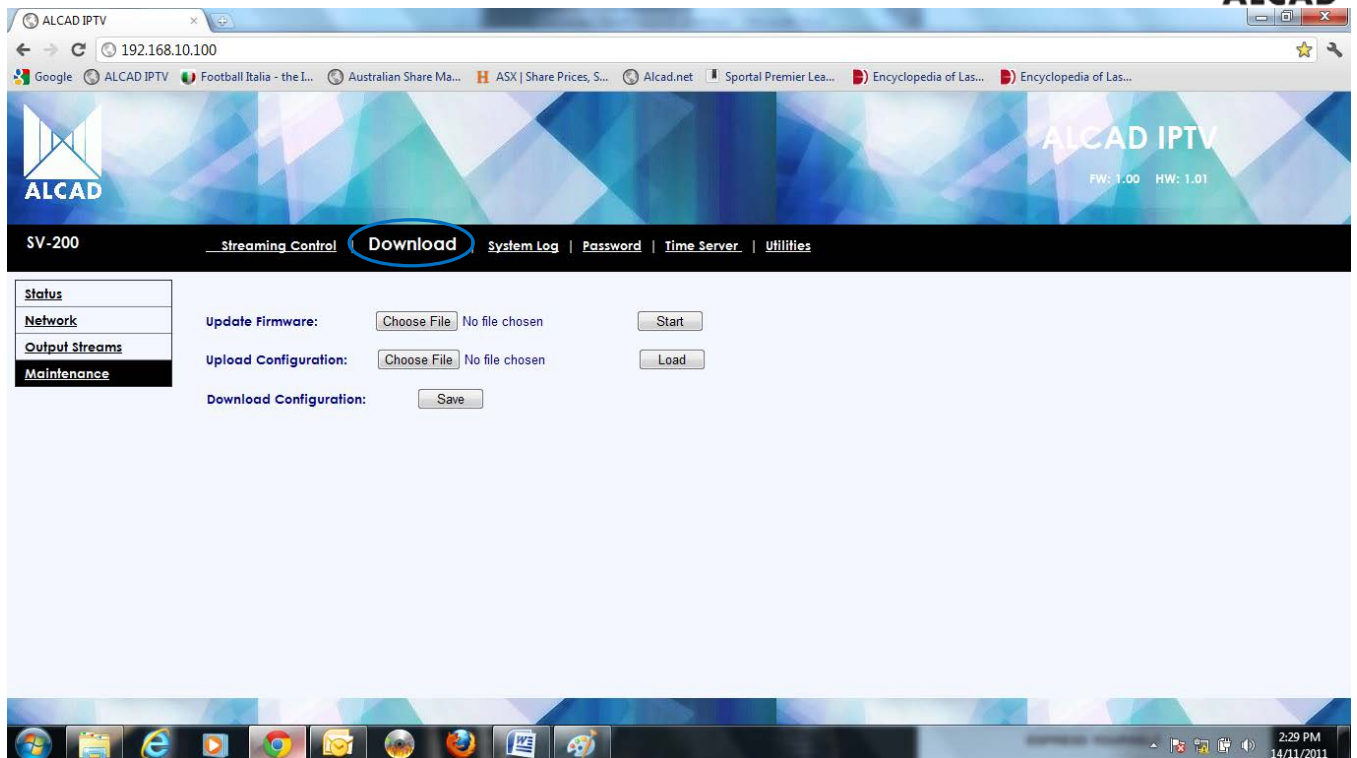 ALCAD
ALCAD IPTV
192.168.10.100
Google ALCAD IPTV Football Italia - the I... Australian Share Ma... ASX | Share Prices, S... Alcad.net Sportal Premier Lea... Encyclopedia of Las... Encyclopedia of Las...
ALCAD
ALCAD IPTV
FW: 1.00 HW: 1.01
SV-200
Streaming Control | Download | System Log | Password | Time Server | Utilities
Status
Network
Output Streams
Maintenance
Update Firmware: Choose File No file chosen Start
Upload Configuration: Choose File No file chosen Load
Download Configuration: Save
2:29 PM
14/11/2011